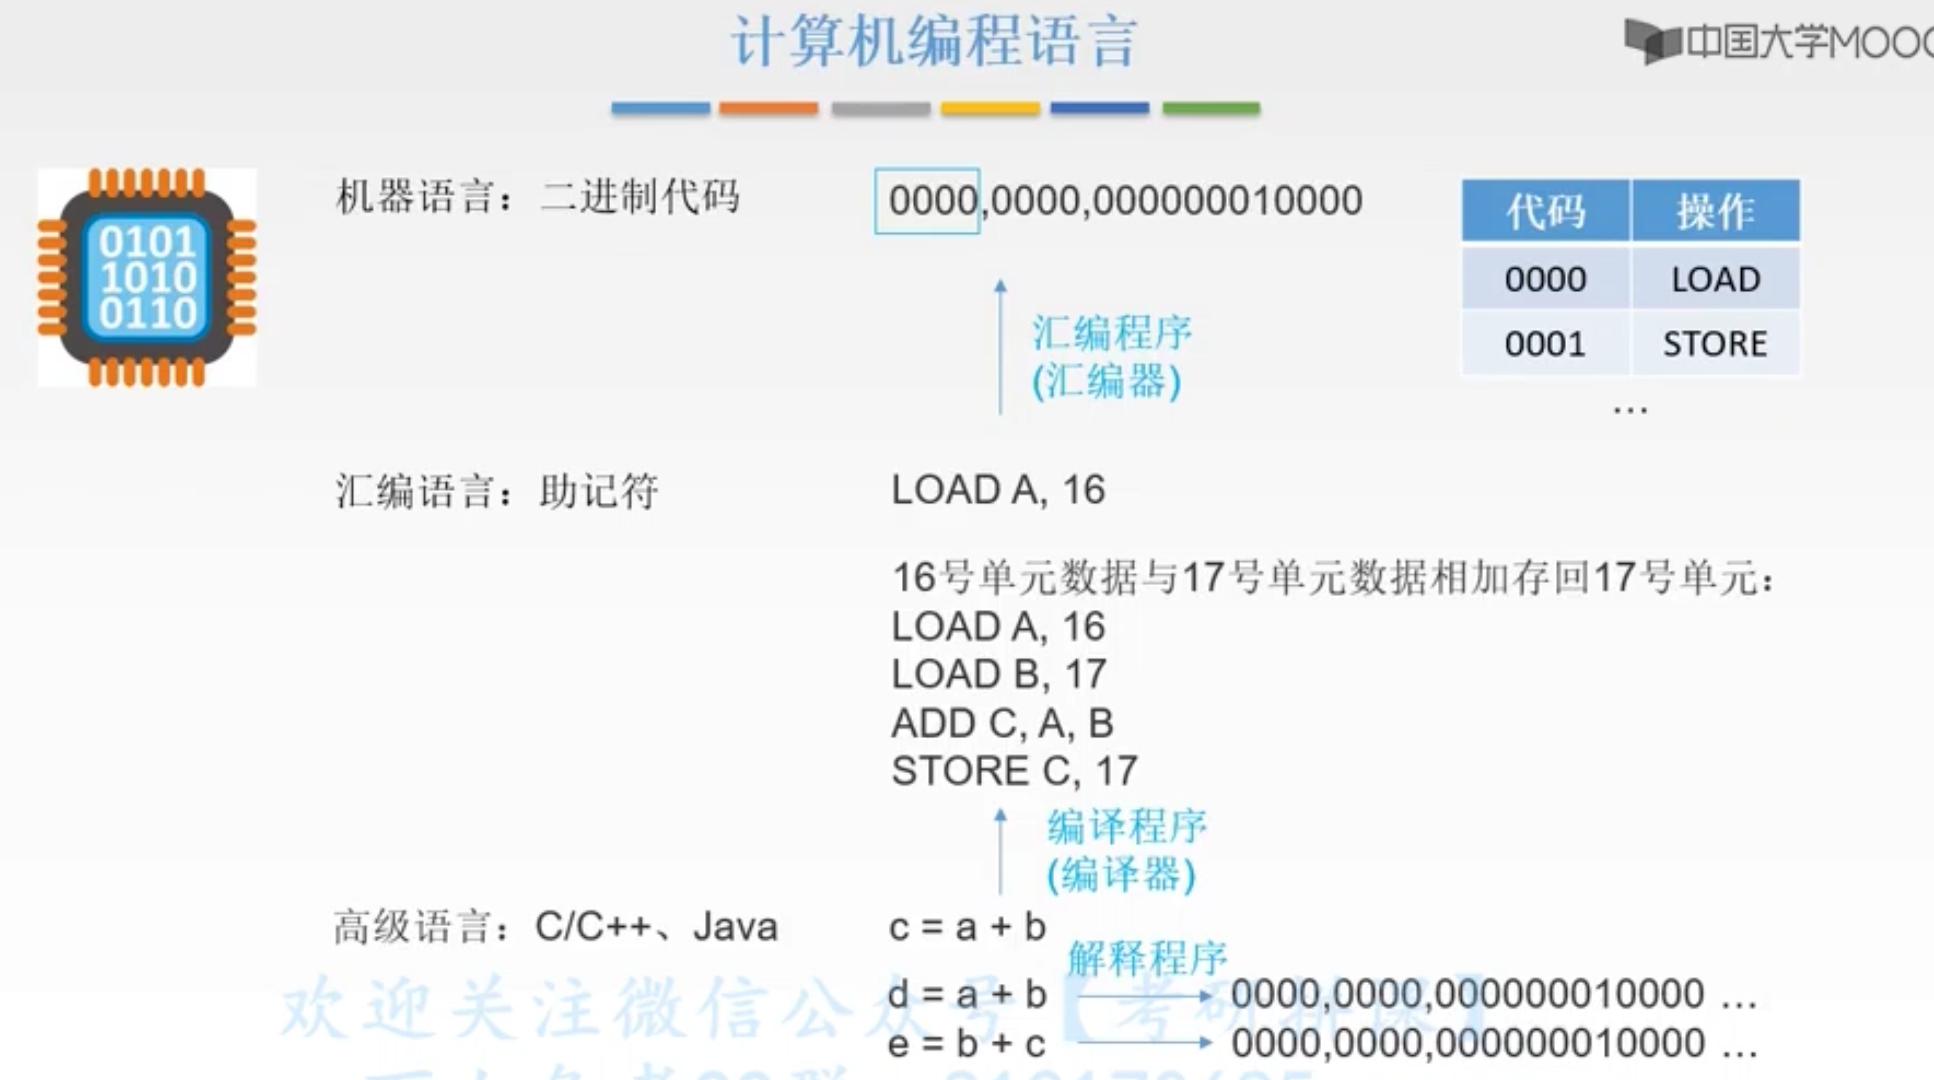 计算机编程语言
中国大学MOOC
0101
1010
0110
机器语言：二进制代码
0000,0000,000000010000
代码 操作
0000 LOAD
0001 STORE
...
汇编程序
(汇编器)
汇编语言：助记符
LOAD A, 16
16号单元数据与17号单元数据相加存回17号单元：
LOAD A, 16
LOAD B, 17
ADD C, A, B
STORE C, 17
编译程序
(编译器)
高级语言：C/C++、Java
c = a + b
解释程序
d = a + b
0000,0000,000000010000 ...
e = b + c
0000,0000,000000010000 ...
欢迎关注微信公众号【考研拼课】